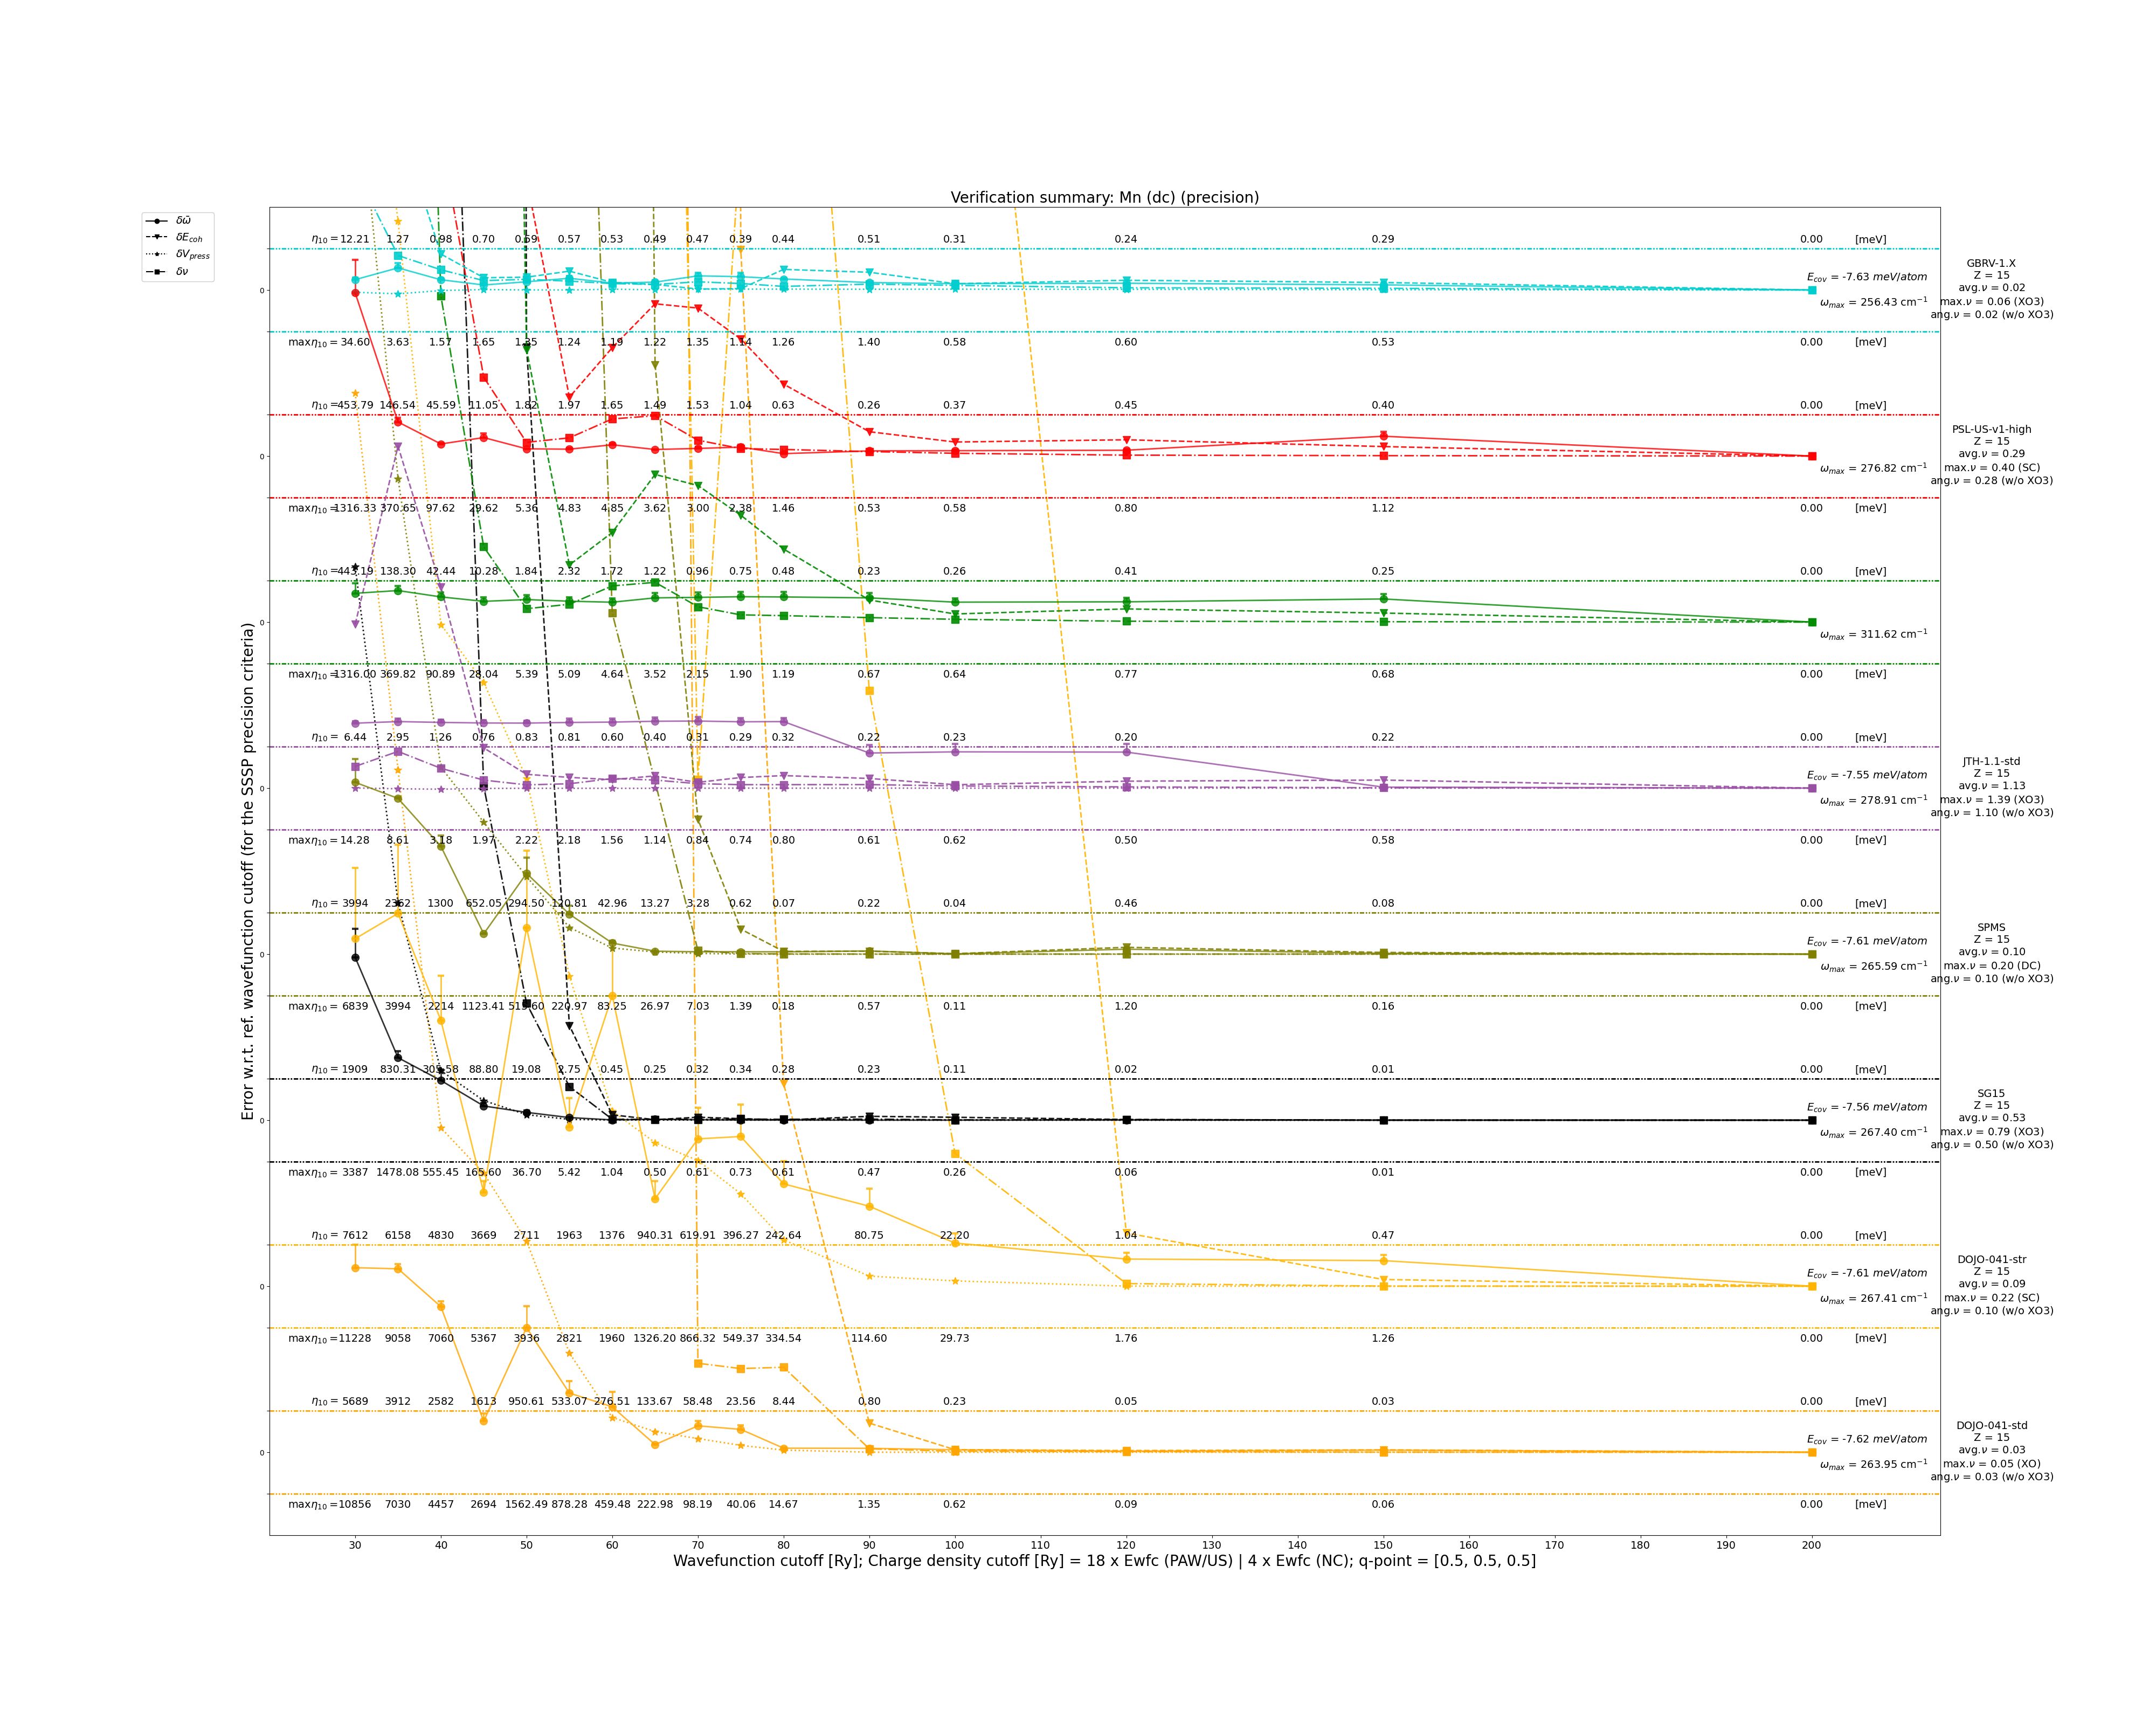 Verification summary: Mn (dc) (precision)
δω̄
δE_coh
δV_press
δν
Error w.r.t. ref. wavefunction cutoff (for the SSSP precision criteria)
η₁₀ = 12.21 1.27 0.98 0.70 0.59 0.57 0.53 0.49 0.47 0.39 0.44 0.51 0.31 0.24 0.29 0.00 [meV]
0
E_cov = -7.63 meV/atom
ω_max = 256.43 cm⁻¹
GBRV-1.X
Z = 15
avg.ν = 0.02
max.ν = 0.06 (XO3)
ang.ν = 0.02 (w/o XO3)
maxη₁₀ = 34.60 3.63 1.57 1.65 1.35 1.24 1.19 1.22 1.35 1.14 1.26 1.40 0.58 0.60 0.53 0.00 [meV]
η₁₀ = 453.79 146.54 45.59 11.05 1.82 1.97 1.65 1.49 1.53 1.04 0.63 0.26 0.37 0.45 0.40 0.00 [meV]
0
ω_max = 276.82 cm⁻¹
PSL-US-v1-high
Z = 15
avg.ν = 0.29
max.ν = 0.40 (SC)
ang.ν = 0.28 (w/o XO3)
maxη₁₀ = 1316.33 370.65 97.62 29.62 5.36 4.83 4.85 3.62 3.00 2.38 1.46 0.53 0.58 0.80 1.12 0.00 [meV]
η₁₀ = 443.19 138.30 42.44 10.28 1.84 2.32 1.72 1.22 0.96 0.75 0.48 0.23 0.26 0.41 0.25 0.00 [meV]
0
ω_max = 311.62 cm⁻¹
maxη₁₀ = 1316.00 369.82 90.89 28.04 5.39 5.09 4.64 3.52 2.15 1.90 1.19 0.67 0.64 0.77 0.68 0.00 [meV]
η₁₀ = 6.44 2.95 1.26 0.76 0.83 0.81 0.60 0.40 0.31 0.29 0.32 0.22 0.23 0.20 0.22 0.00 [meV]
0
E_cov = -7.55 meV/atom
ω_max = 278.91 cm⁻¹
JTH-1.1-std
Z = 15
avg.ν = 1.13
max.ν = 1.39 (XO3)
ang.ν = 1.10 (w/o XO3)
maxη₁₀ = 14.28 8.61 3.18 1.97 2.22 2.18 1.56 1.14 0.84 0.74 0.80 0.61 0.62 0.50 0.58 0.00 [meV]
η₁₀ = 3994 2362 1300 652.05 294.50 120.81 42.96 13.27 3.28 0.62 0.07 0.22 0.04 0.46 0.08 0.00 [meV]
0
E_cov = -7.61 meV/atom
ω_max = 265.59 cm⁻¹
SPMS
Z = 15
avg.ν = 0.10
max.ν = 0.20 (DC)
ang.ν = 0.10 (w/o XO3)
maxη₁₀ = 6839 3994 2214 1123.41 220.97 83.25 26.97 7.03 1.39 0.18 0.57 0.11 1.20 0.16 0.00 [meV]
η₁₀ = 1909 830.31 88.80 19.08 2.75 0.45 0.25 0.32 0.34 0.28 0.23 0.11 0.02 0.01 0.00 [meV]
0
E_cov = -7.56 meV/atom
ω_max = 267.40 cm⁻¹
SG15
Z = 15
avg.ν = 0.53
max.ν = 0.79 (XO3)
ang.ν = 0.50 (w/o XO3)
maxη₁₀ = 3387 1478.08 555.45 36.70 5.42 1.04 0.50 0.61 0.73 0.61 0.47 0.26 0.06 0.01 0.00 [meV]
η₁₀ = 7612 6158 4830 3669 2711 1963 1376 940.31 619.91 396.27 242.64 80.75 22.20 1.04 0.47 0.00 [meV]
0
E_cov = -7.61 meV/atom
ω_max = 267.41 cm⁻¹
DOJO-041-str
Z = 15
avg.ν = 0.09
max.ν = 0.22 (SC)
ang.ν = 0.10 (w/o XO3)
maxη₁₀ = 11228 9058 7060 5367 3936 2821 1960 1326.20 866.32 549.37 334.54 114.60 29.73 1.76 1.26 0.00 [meV]
η₁₀ = 5689 3912 2582 1613 950.61 533.07 276.51 133.67 58.48 23.56 8.44 0.80 0.23 0.05 0.03 0.00 [meV]
0
E_cov = -7.62 meV/atom
ω_max = 263.95 cm⁻¹
DOJO-041-std
Z = 15
avg.ν = 0.03
max.ν = 0.05 (XO)
ang.ν = 0.03 (w/o XO3)
maxη₁₀ = 10856 7030 4457 2694 1562.49 878.28 459.48 222.98 98.19 40.06 14.67 1.35 0.62 0.09 0.06 0.00 [meV]
30 40 50 60 70 80 90 100 110 120 130 140 150 160 170 180 190 200
Wavefunction cutoff [Ry]; Charge density cutoff [Ry] = 18 x Ewfc (PAW/US) | 4 x Ewfc (NC); q-point = [0.5, 0.5, 0.5]